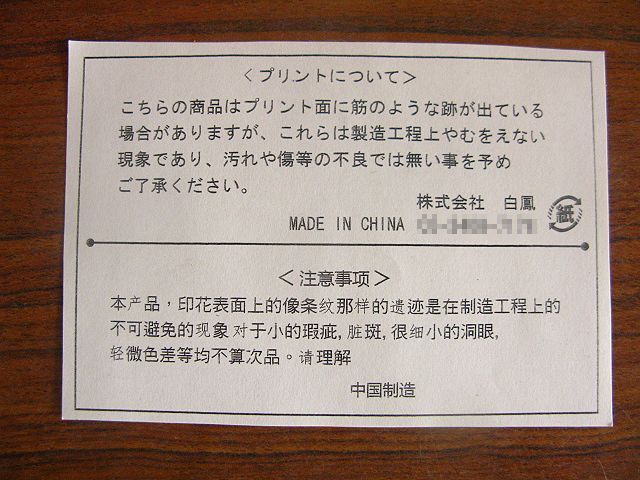 ＜プリントについて＞
こちらの商品はプリント面に筋のような跡が出ている
場合がありますが、これらは製造工程上やむをえない
現象であり、汚れや傷等の不良では無い事を予め
ご了承ください。
株式会社　白鳳
MADE IN CHINA
紙
＜注意事项＞
本产品，印花表面上的像条纹那样的遗迹是在制造工程上的
不可避免的现象对于小的瑕疵,脏斑,很细小的洞眼,
轻微色差等均不算次品。请理解
中国制造